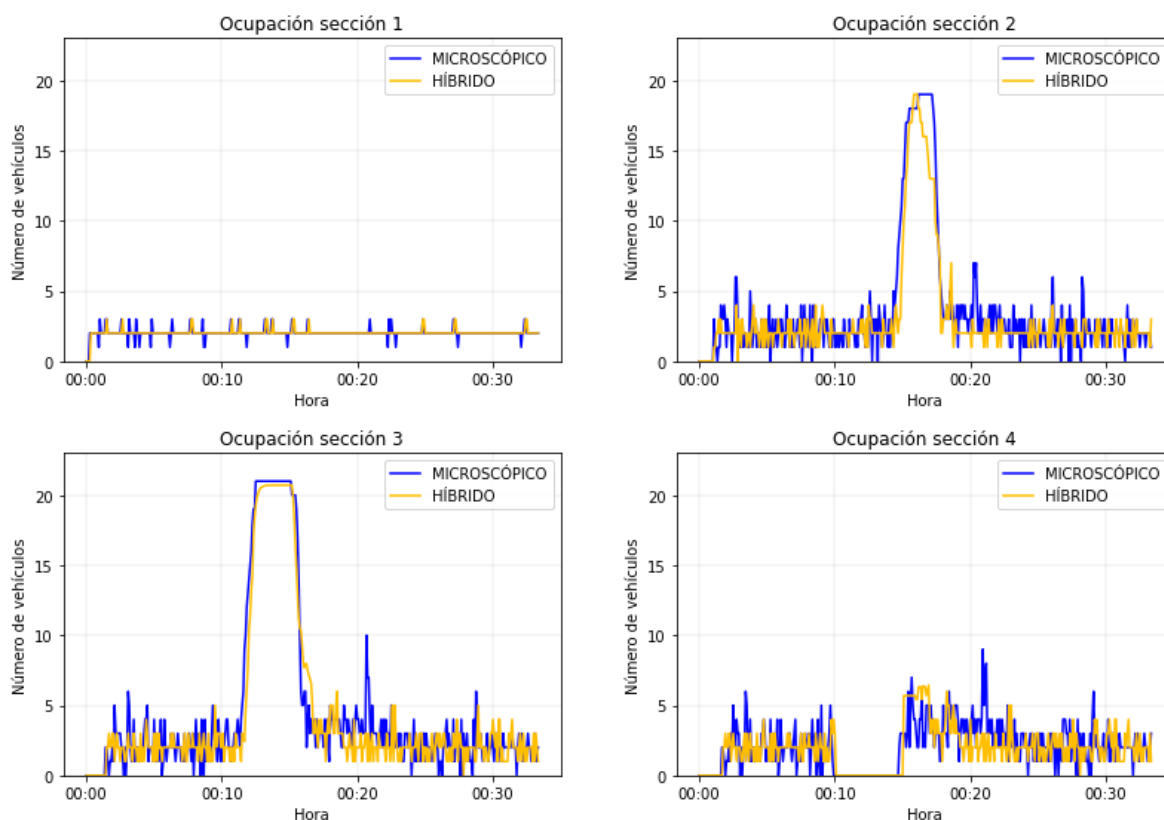 Ocupación sección 1
MICROSCÓPICO
HÍBRIDO
Número de vehículos
20
15
10
5
0
00:00 00:10 00:20 00:30
Hora
Ocupación sección 2
MICROSCÓPICO
HÍBRIDO
Número de vehículos
20
15
10
5
0
00:00 00:10 00:20 00:30
Hora
Ocupación sección 3
MICROSCÓPICO
HÍBRIDO
Número de vehículos
20
15
10
5
0
00:00 00:10 00:20 00:30
Hora
Ocupación sección 4
MICROSCÓPICO
HÍBRIDO
Número de vehículos
20
15
10
5
0
00:00 00:10 00:20 00:30
Hora